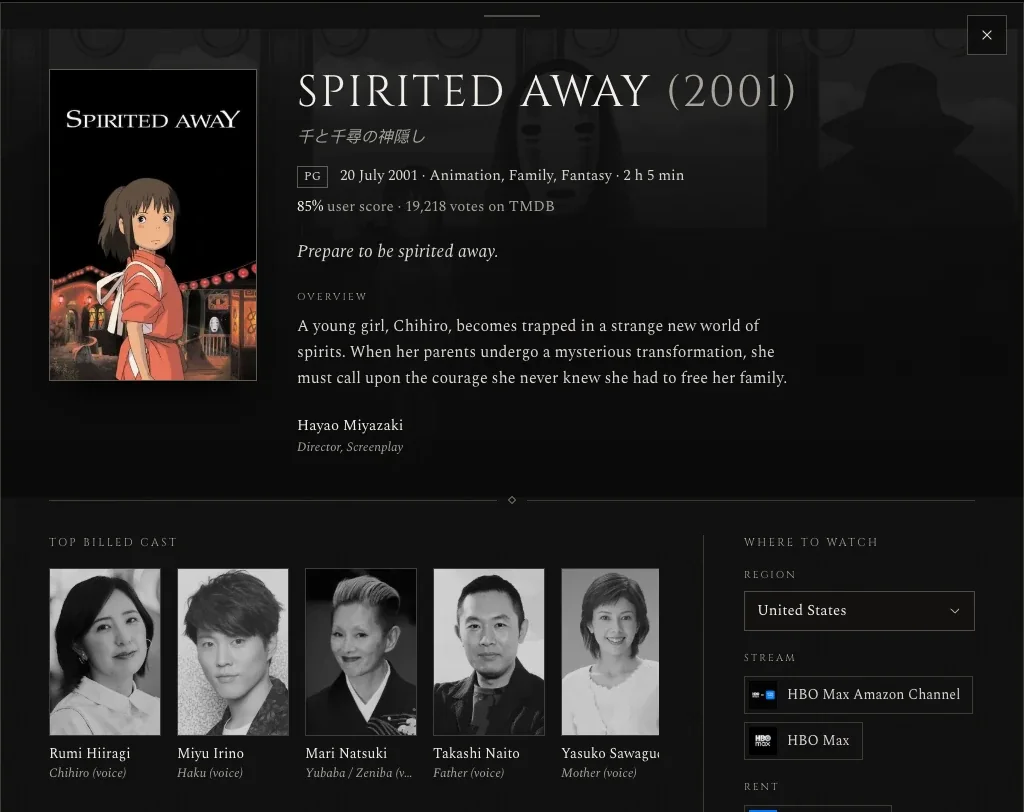 SPIRITED AWAY
SPIRITED AWAY (2001)
千と千尋の神隠し
PG 20 July 2001 · Animation, Family, Fantasy · 2 h 5 min
85% user score · 19,218 votes on TMDB
Prepare to be spirited away.
OVERVIEW
A young girl, Chihiro, becomes trapped in a strange new world of
spirits. When her parents undergo a mysterious transformation, she
must call upon the courage she never knew she had to free her family.
Hayao Miyazaki
Director, Screenplay
TOP BILLED CAST
Rumi Hiiragi
Chihiro (voice)
Miyu Irino
Haku (voice)
Mari Natsuki
Yubaba / Zeniba (v...
Takashi Naito
Father (voice)
Yasuko Sawagu
Mother (voice)
WHERE TO WATCH
REGION
United States
STREAM
HBO Max Amazon Channel
HBO max
HBO Max
RENT